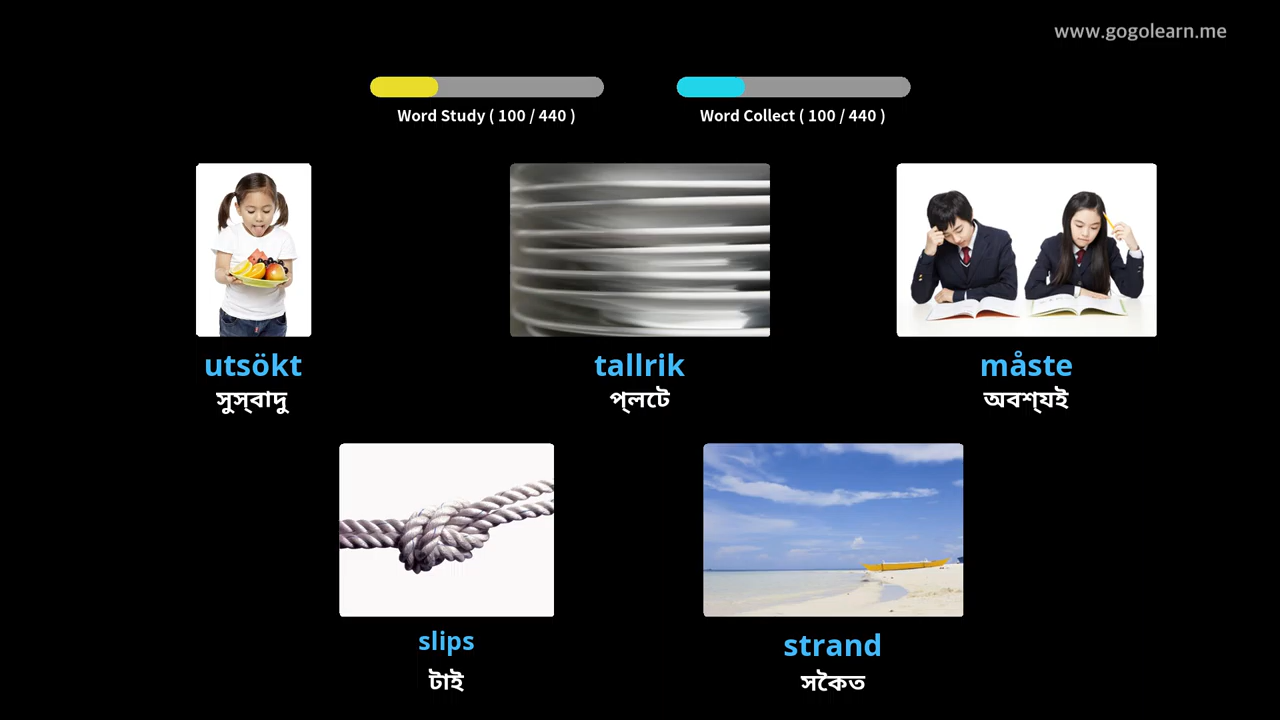 www.gogolearn.me
Word Study ( 100 / 440 )
Word Collect ( 100 / 440 )
utsökt
সুস্বাদু
tallrik
প্লেট
måste
অবশ্যই
slips
টাই
strand
সৈকত